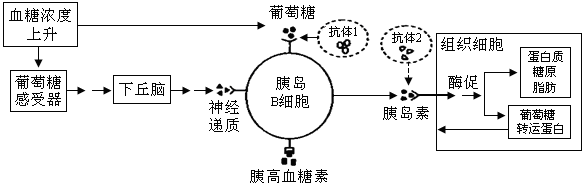 血糖浓度
上升
葡萄糖
感受器
下丘脑
神经
递质
葡萄糖
抗体1
抗体2
胰岛
B细胞
胰高血糖素
胰岛素
组织细胞
酶促
蛋白质
糖原
脂肪
葡萄糖
转运蛋白